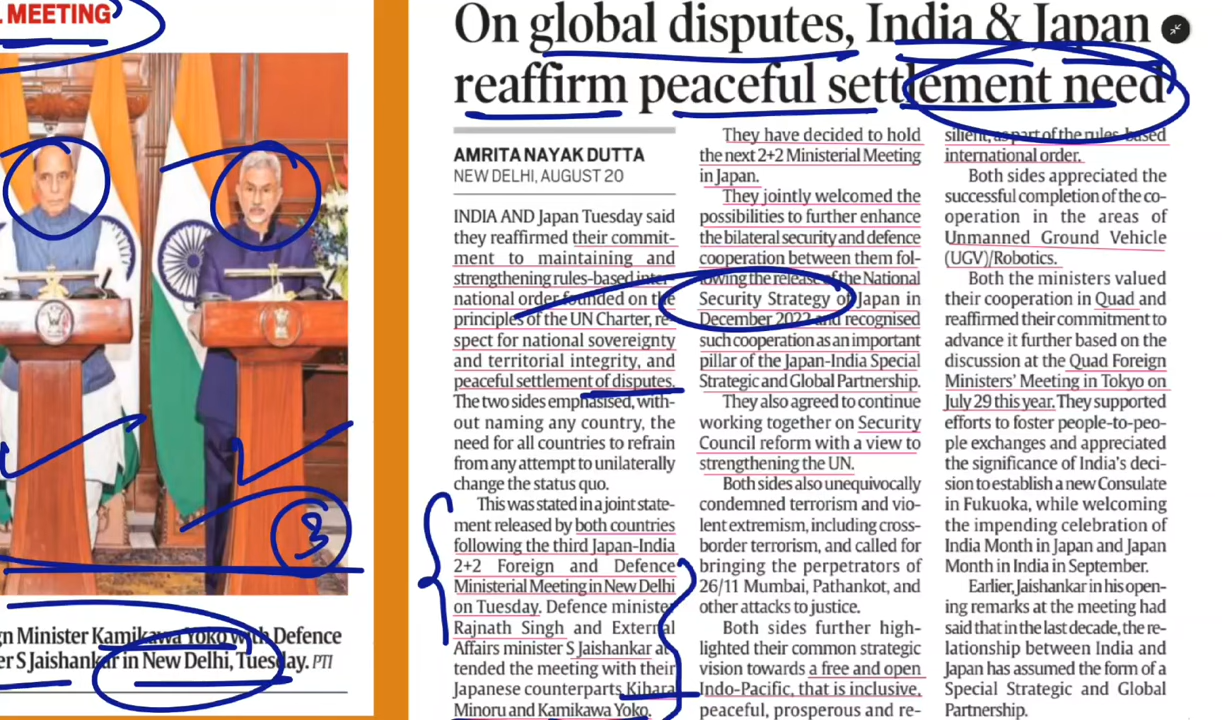 MEETING
gn Minister Kamikawa Yoko with Defence
er S Jaishankar in New Delhi, Tuesday. PTI
3
On global disputes, India & Japan
reaffirm peaceful settlement need
AMRITA NAYAK DUTTA
NEW DELHI, AUGUST 20
INDIA AND Japan Tuesday said
they reaffirmed their commit-
ment to maintaining and
strengthening rules-based inter-
national order founded on the
principles of the UN Charter, re-
spect for national sovereignty
and territorial integrity, and
peaceful settlement of disputes.
The two sides emphasised, with-
out naming any country, the
need for all countries to refrain
from any attempt to unilaterally
change the status quo.
This was stated in a joint state-
ment released by both countries
following the third Japan-India
2+2 Foreign and Defence
Ministerial Meeting in New Delhi
on Tuesday. Defence minister
Rajnath Singh and External
Affairs minister S Jaishankar at-
tended the meeting with their
Japanese counterparts Kihara
Minoru and Kamikawa Yoko.
They have decided to hold
the next 2+2 Ministerial Meeting
in Japan.
They jointly welcomed the
possibilities to further enhance
the bilateral security and defence
cooperation between them fol-
lowing the release of the National
Security Strategy of Japan in
December 2022 and recognised
such cooperation as an important
pillar of the Japan-India Special
Strategic and Global Partnership.
They also agreed to continue
working together on Security
Council reform with a view to
strengthening the UN.
Both sides also unequivocally
condemned terrorism and vio-
lent extremism, including cross-
border terrorism, and called for
bringing the perpetrators of
26/11 Mumbai, Pathankot, and
other attacks to justice.
Both sides further high-
lighted their common strategic
vision towards a free and open
Indo-Pacific, that is inclusive,
peaceful, prosperous and re-
silient, as part of the rules-based
international order.
Both sides appreciated the
successful completion of the co-
operation in the areas of
Unmanned Ground Vehicle
(UGV)/Robotics.
Both the ministers valued
their cooperation in Quad and
reaffirmed their commitment to
advance it further based on the
discussion at the Quad Foreign
Ministers' Meeting in Tokyo on
July 29 this year. They supported
efforts to foster people-to-peo-
ple exchanges and appreciated
the significance of India's deci-
sion to establish a new Consulate
in Fukuoka, while welcoming
the impending celebration of
India Month in Japan and Japan
Month in India in September.
Earlier, Jaishankar in his open-
ing remarks at the meeting had
said that in the last decade, the re-
lationship between India and
Japan has assumed the form of a
Special Strategic and Global
Partnership.